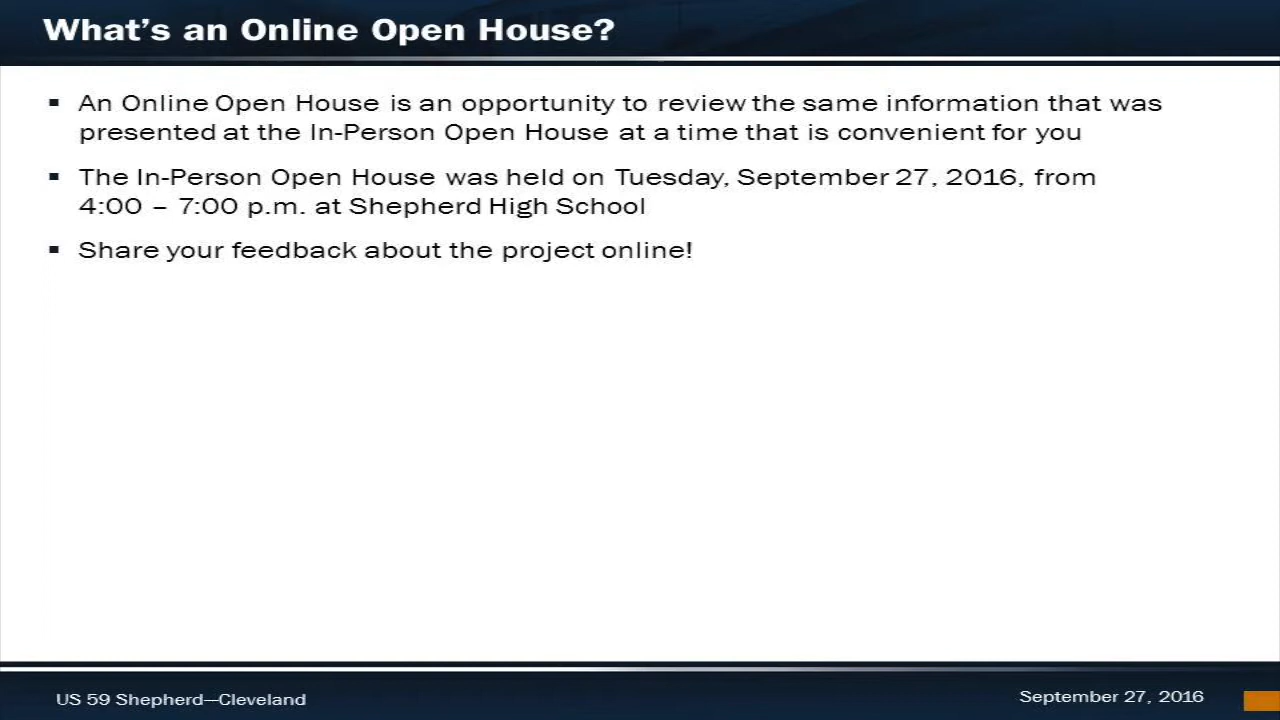 What's an Online Open House?
▪ An Online Open House is an opportunity to review the same information that was
presented at the In-Person Open House at a time that is convenient for you
▪ The In-Person Open House was held on Tuesday, September 27, 2016, from
4:00 – 7:00 p.m. at Shepherd High School
▪ Share your feedback about the project online!
US 59 Shepherd—Cleveland
September 27, 2016